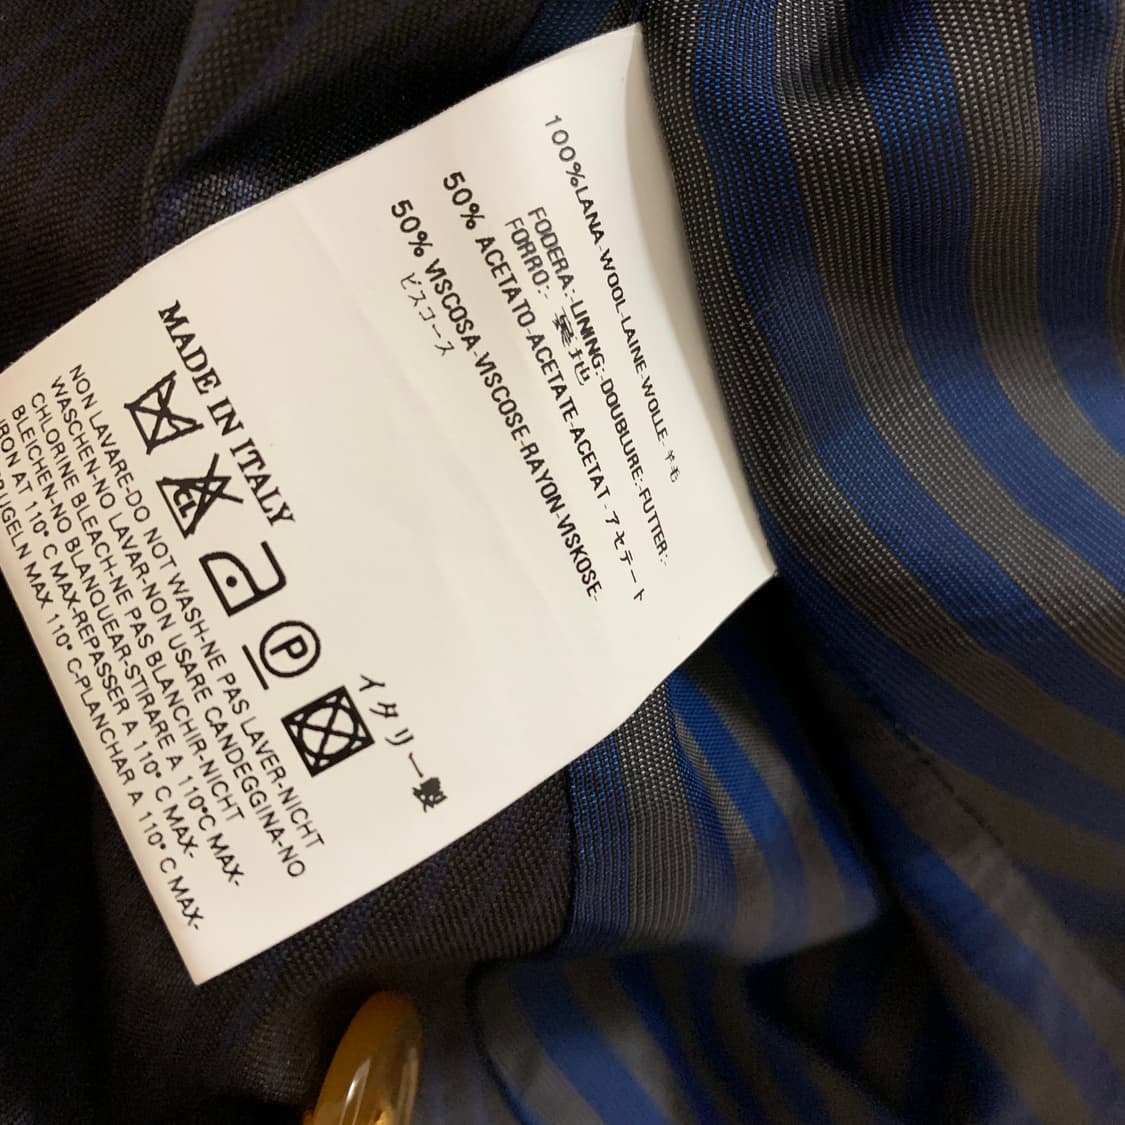 100%LANA-WOOL-LAINE-WOLLE-羊毛
FODERA:-LINING:-DOUBLURE:-FUTTER:-
FORRO:-裏地
50% ACETATO-ACETATE-ACETAT-アセテート
50% VISCOSA-VISCOSE-RAYON-VISKOSE-
ビスコース
MADE IN ITALY
イタリー製
CL
P
NON LAVARE-DO NOT WASH-NE PAS LAVER-NICHT
WASCHEN-NO LAVAR-NON USARE CANDEGGINA-NO
CHLORINE BLEACH-NE PAS BLANCHIR-NICHT
BLEICHEN-NO BLANQUEAR-STIRARE A 110°C MAX-
IRON AT 110° C MAX-REPASSER A 110° C MAX-
MAX 110° C-PLANCHAR A 110° C MAX-